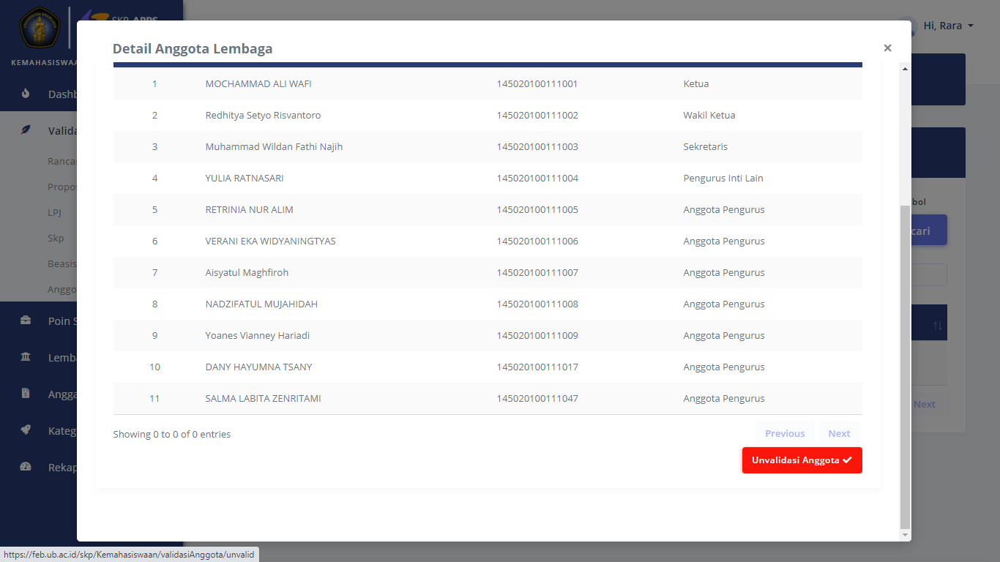 SKP APPS
Hi, Rara
KEMAHASISWAA
Detail Anggota Lembaga
×
1 MOCHAMMAD ALI WAFI 145020100111001 Ketua
2 Redhitya Setyo Risvantoro 145020100111002 Wakil Ketua
3 Muhammad Wildan Fathi Najih 145020100111003 Sekretaris
4 YULIA RATNASARI 145020100111004 Pengurus Inti Lain
5 RETRINIA NUR ALIM 145020100111005 Anggota Pengurus
6 VERANI EKA WIDYANINGTYAS 145020100111006 Anggota Pengurus
7 Aisyatul Maghfiroh 145020100111007 Anggota Pengurus
8 NADZIFATUL MUJAHIDAH 145020100111008 Anggota Pengurus
9 Yoanes Vianney Hariadi 145020100111009 Anggota Pengurus
10 DANY HAYUMNA TSANY 145020100111017 Anggota Pengurus
11 SALMA LABITA ZENRITAMI 145020100111047 Anggota Pengurus
Showing 0 to 0 of 0 entries
Previous Next
Unvalidasi Anggota
Dashb
Valida
Ranca
Propos
LPJ
Skp
Beasis
Anggo
Poin S
Lemba
Angga
Kateg
Rekap
bol
cari
Next
https://feb.ub.ac.id/skp/Kemahasiswaan/validasiAnggota/unvalid